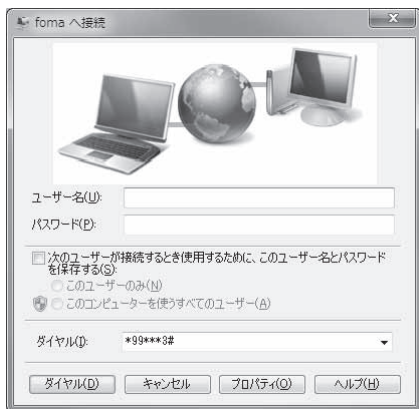 foma へ接続
ユーザー名(U):
パスワード(P):
次のユーザーが接続するとき使用するために、このユーザー名とパスワード
を保存する(S):
このユーザーのみ(N)
このコンピューターを使うすべてのユーザー(A)
ダイヤル(I):
*99***3#
ダイヤル(D)
キャンセル
プロパティ(O)
ヘルプ(H)